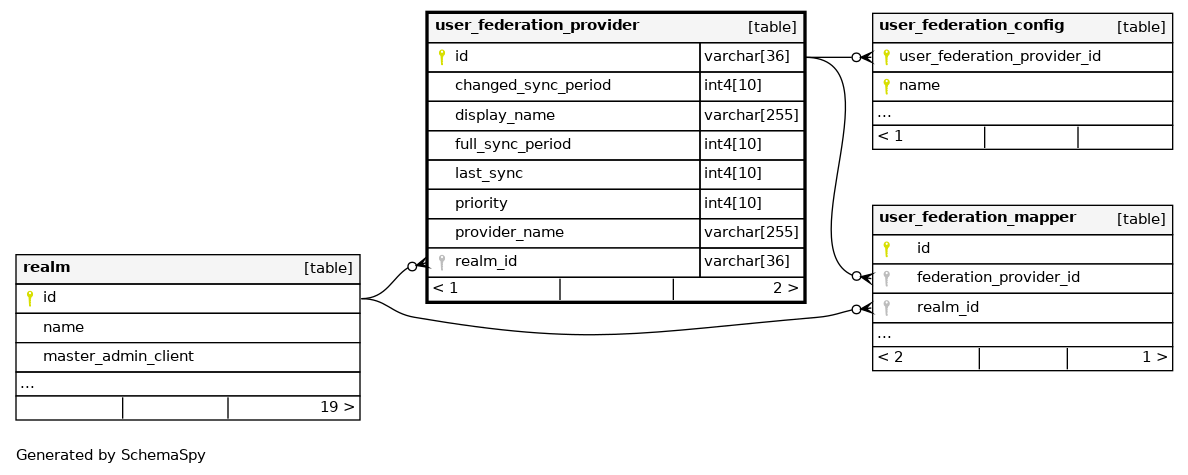 user_federation_provider [table]
id varchar[36]
changed_sync_period int4[10]
display_name varchar[255]
full_sync_period int4[10]
last_sync int4[10]
priority int4[10]
provider_name varchar[255]
realm_id varchar[36]
< 1 2 >
user_federation_config [table]
user_federation_provider_id
name
...
< 1
user_federation_mapper [table]
id
federation_provider_id
realm_id
...
< 2 1 >
realm [table]
id
name
master_admin_client
...
19 >
Generated by SchemaSpy